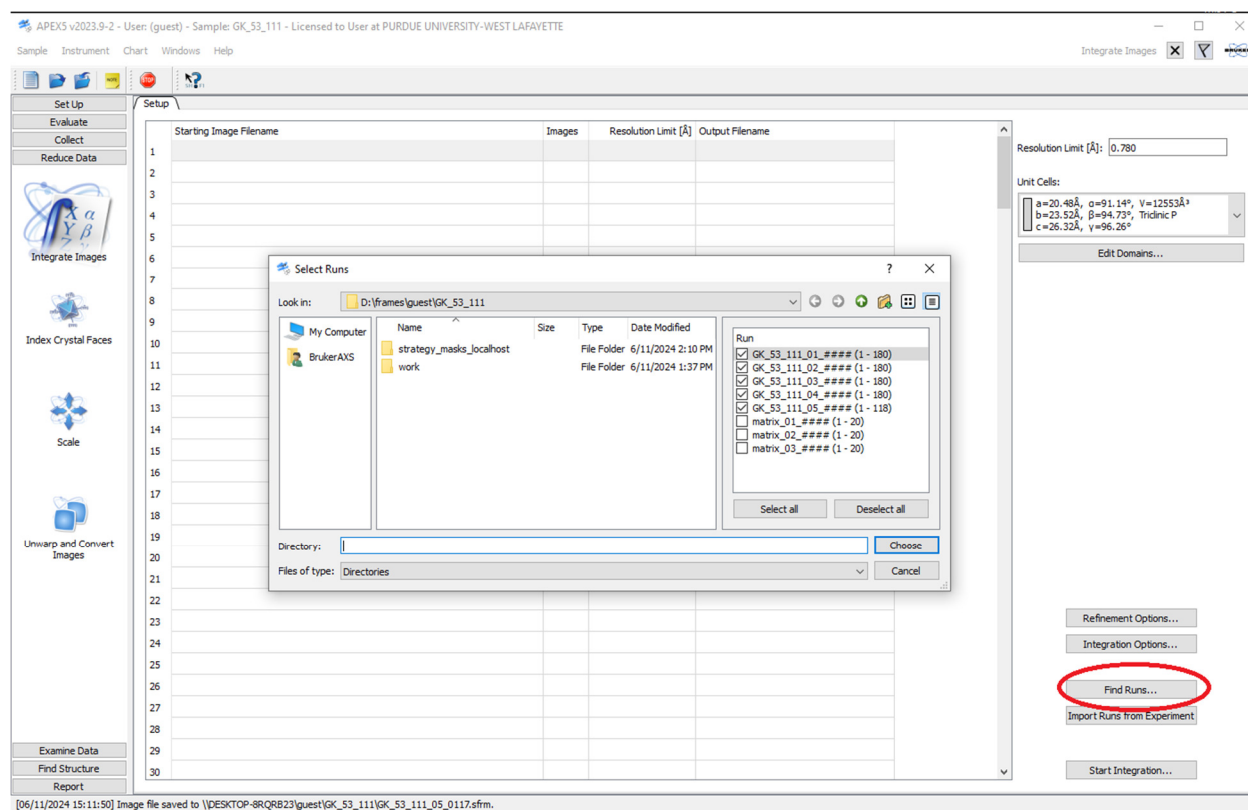 APEX5 v2023.9-2 - User: (guest) - Sample: GK_53_111 - Licensed to User at PURDUE UNIVERSITY-WEST LAFAYETTE
Sample Instrument Chart Windows Help
Integrate Images
BRUKER
NOTE
STOP
Set Up
Evaluate
Collect
Reduce Data
X α
Y β
Z γ
Integrate Images
Index Crystal Faces
Scale
Unwarp and Convert
Images
Examine Data
Find Structure
Report
Setup
Starting Image Filename Images Resolution Limit [Å] Output Filename
1
2
3
4
5
6
7
8
9
10
11
12
13
14
15
16
17
18
19
20
21
22
23
24
25
26
27
28
29
30
Select Runs
? X
Look in: D:\frames\guest\GK_53_111
My Computer
BrukerAXS
Name Size Type Date Modified
strategy_masks_localhost File Folder 6/11/2024 2:10 PM
work File Folder 6/11/2024 1:37 PM
Run
GK_53_111_01_#### (1 - 180)
GK_53_111_02_#### (1 - 180)
GK_53_111_03_#### (1 - 180)
GK_53_111_04_#### (1 - 180)
GK_53_111_05_#### (1 - 118)
matrix_01_#### (1 - 20)
matrix_02_#### (1 - 20)
matrix_03_#### (1 - 20)
Select all Deselect all
Directory:
Choose
Files of type: Directories
Cancel
Resolution Limit [Å]: 0.780
Unit Cells:
a=20.48Å, α=91.14°, V=12553Å³
b=23.52Å, β=94.73°, Triclinic P
c=26.32Å, γ=96.26°
Edit Domains...
Refinement Options...
Integration Options...
Find Runs...
Import Runs from Experiment
Start Integration...
[06/11/2024 15:11:50] Image file saved to \\DESKTOP-8RQRB23\guest\GK_53_111\GK_53_111_05_0117.sfrm.